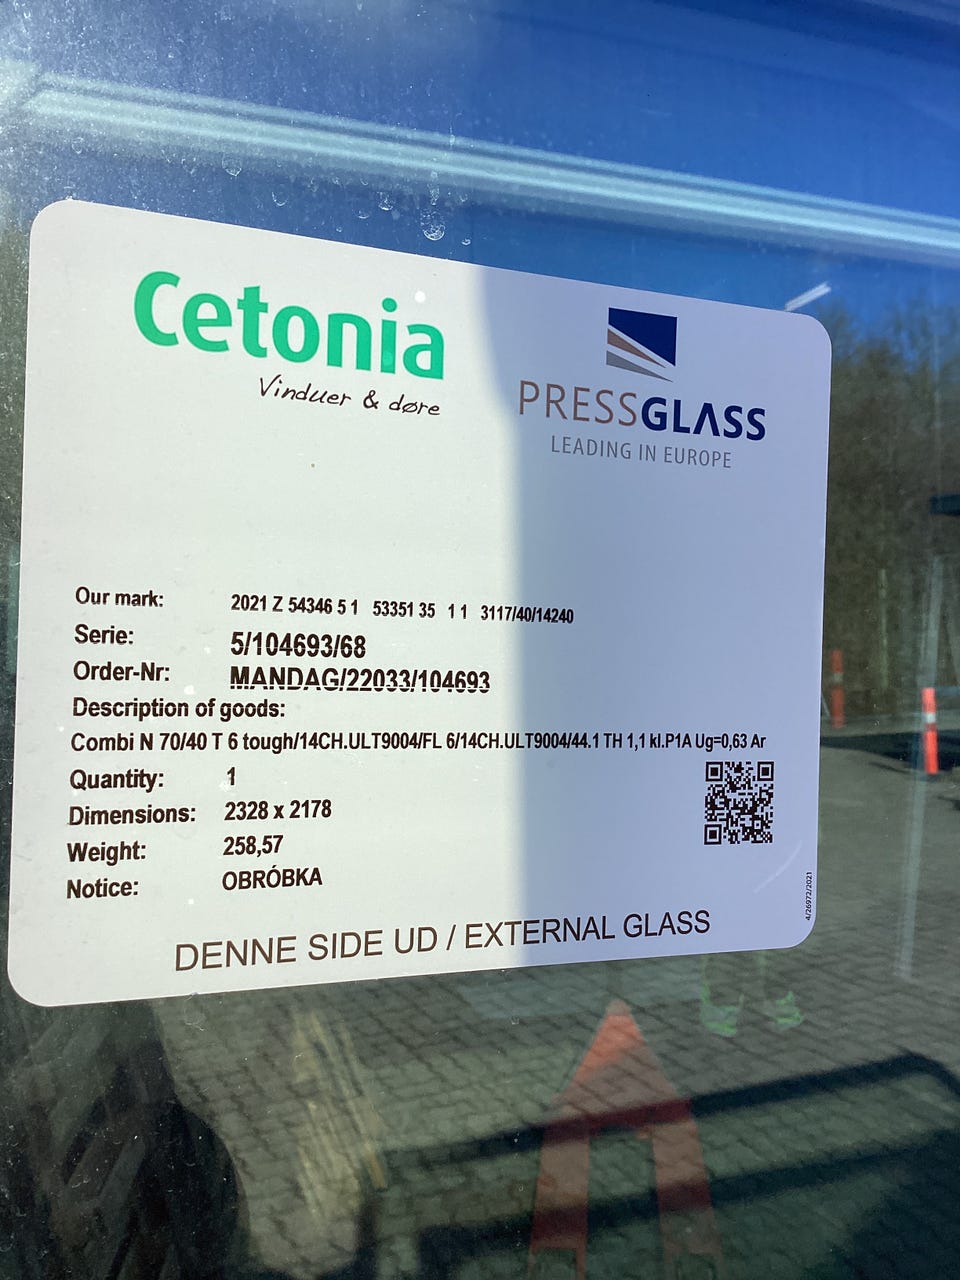 Cetonia
Vinduer & døre
PRESSGLASS
LEADING IN EUROPE
Our mark: 2021 Z 54346 5 1 53351 35 1 1 3117/40/14240
Serie: 5/104693/68
Order-Nr: MANDAG/22033/104693
Description of goods:
Combi N 70/40 T 6 tough/14CH.ULT9004/FL 6/14CH.ULT9004/44.1 TH 1,1 kl.P1A Ug=0,63 Ar
Quantity: 1
Dimensions: 2328 x 2178
Weight: 258,57
Notice: OBRÓBKA
4/26972/2021
DENNE SIDE UD / EXTERNAL GLASS